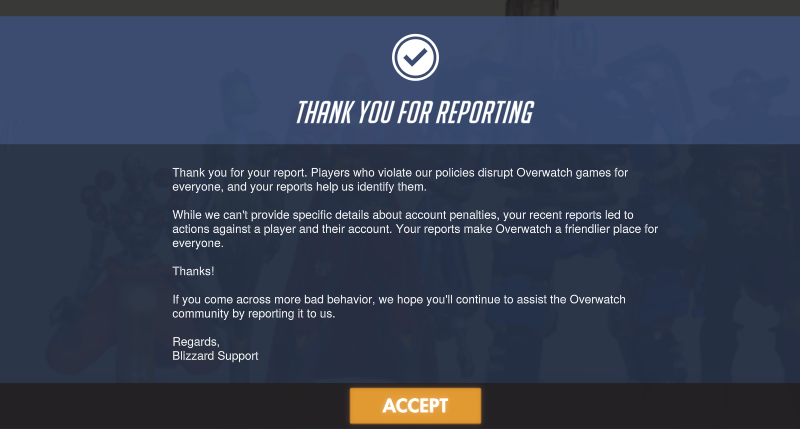 THANK YOU FOR REPORTING
Thank you for your report. Players who violate our policies disrupt Overwatch games for
everyone, and your reports help us identify them.
While we can't provide specific details about account penalties, your recent reports led to
actions against a player and their account. Your reports make Overwatch a friendlier place for
everyone.
Thanks!
If you come across more bad behavior, we hope you'll continue to assist the Overwatch
community by reporting it to us.
Regards,
Blizzard Support
ACCEPT